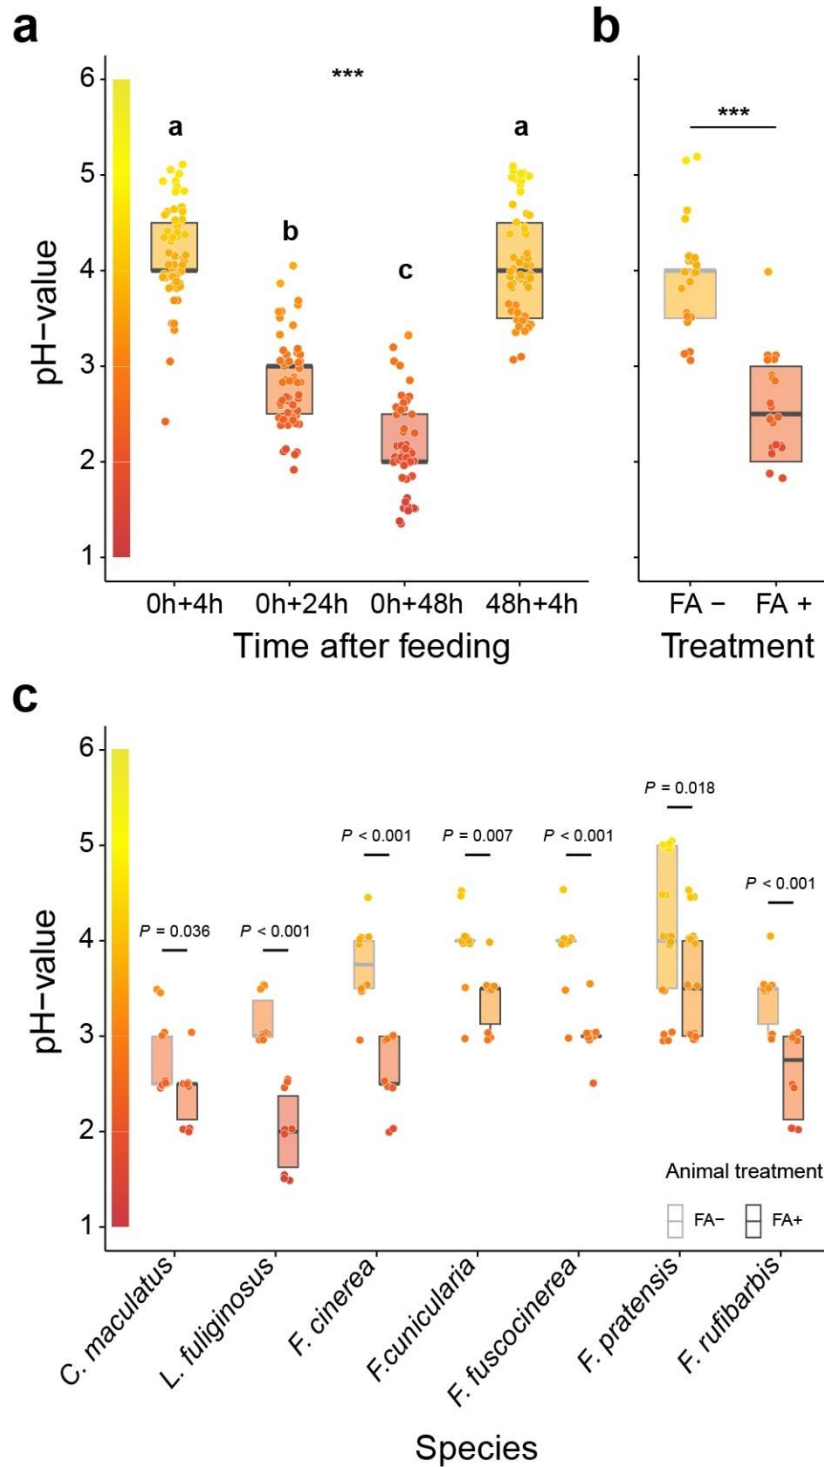 a
b
***
***
a
a
b
c
6
5
4
3
2
1
pH−value
0h+4h 0h+24h 0h+48h 48h+4h
FA − FA +
Time after feeding
Treatment
c
6
5
4
3
2
1
pH−value
P = 0.036
P < 0.001
P < 0.001
P = 0.007
P < 0.001
P = 0.018
P < 0.001
Animal treatment
FA− FA+
C. maculatus
L. fuliginosus
F. cinerea
F.cunicularia
F. fuscocinerea
F. pratensis
F. rufibarbis
Species